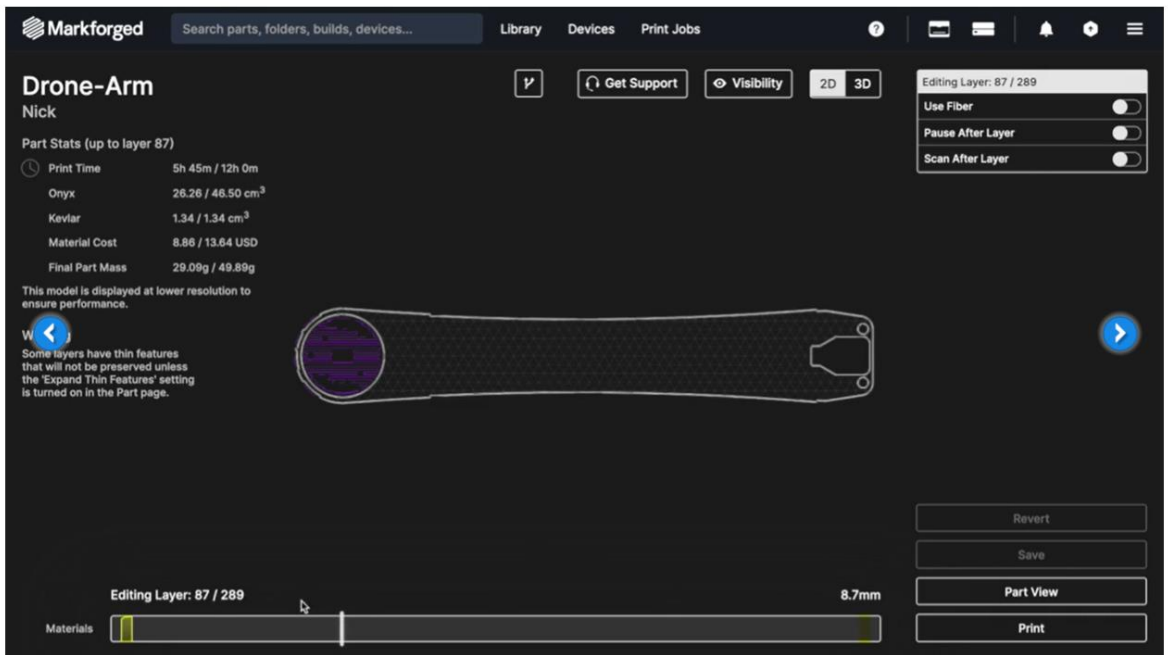 Markforged
Search parts, folders, builds, devices...
Library
Devices
Print Jobs
?
Drone-Arm
Nick
Get Support
Visibility
2D
3D
Part Stats (up to layer 87)
Print Time 5h 45m / 12h 0m
Onyx 26.26 / 46.50 cm³
Kevlar 1.34 / 1.34 cm³
Material Cost 8.86 / 13.64 USD
Final Part Mass 29.09g / 49.89g
This model is displayed at lower resolution to
ensure performance.
Some layers have thin features
that will not be preserved unless
the 'Expand Thin Features' setting
is turned on in the Part page.
Editing Layer: 87 / 289
Use Fiber
Pause After Layer
Scan After Layer
Revert
Save
Part View
Print
Editing Layer: 87 / 289
8.7mm
Materials